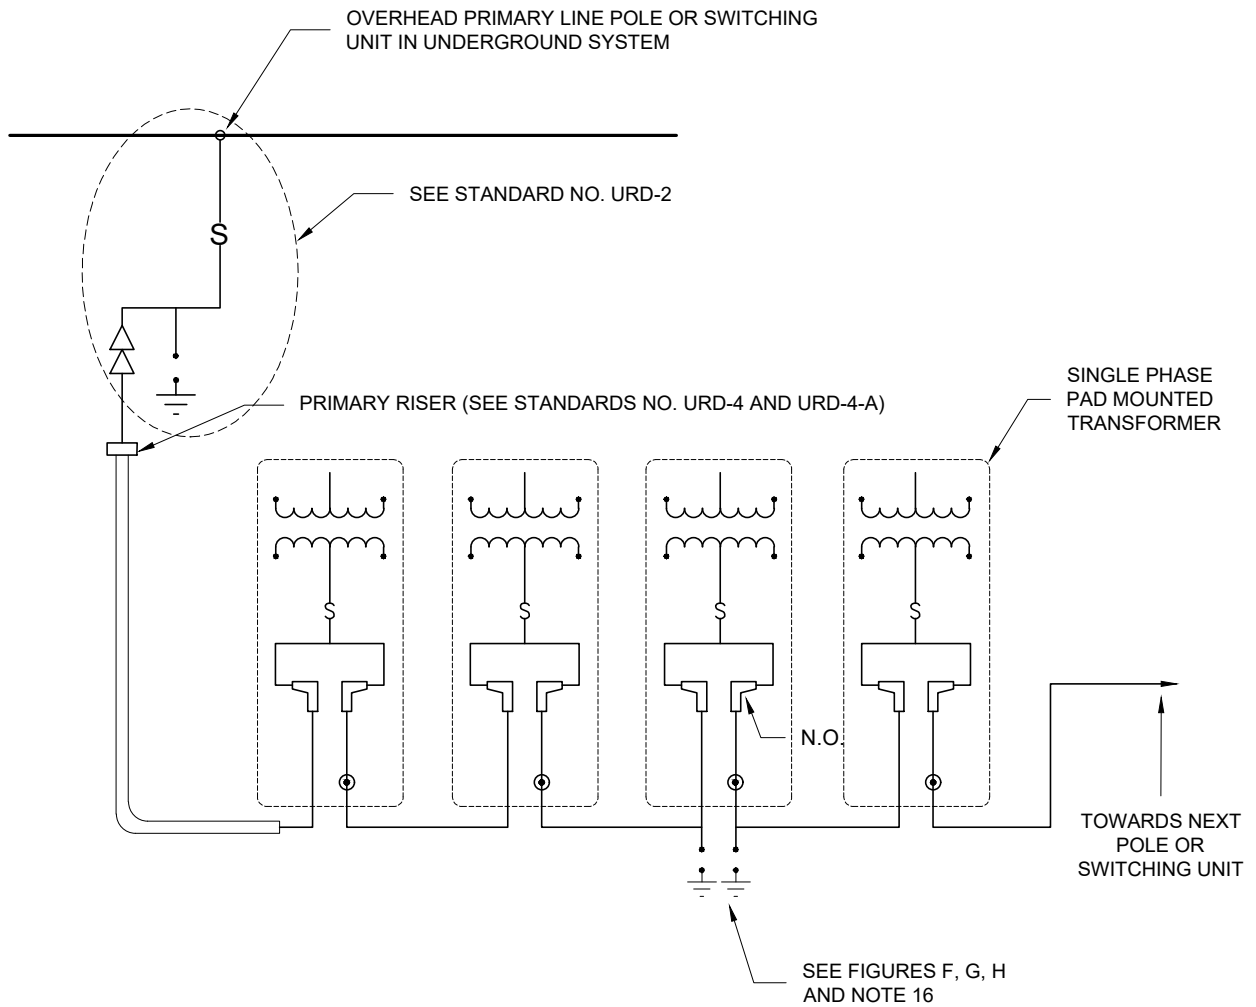 OVERHEAD PRIMARY LINE POLE OR SWITCHING
UNIT IN UNDERGROUND SYSTEM
SEE STANDARD NO. URD-2
S
PRIMARY RISER (SEE STANDARDS NO. URD-4 AND URD-4-A)
SINGLE PHASE
PAD MOUNTED
TRANSFORMER
S
S
S
S
N.O.
TOWARDS NEXT
POLE OR
SWITCHING UNIT
SEE FIGURES F, G, H
AND NOTE 16